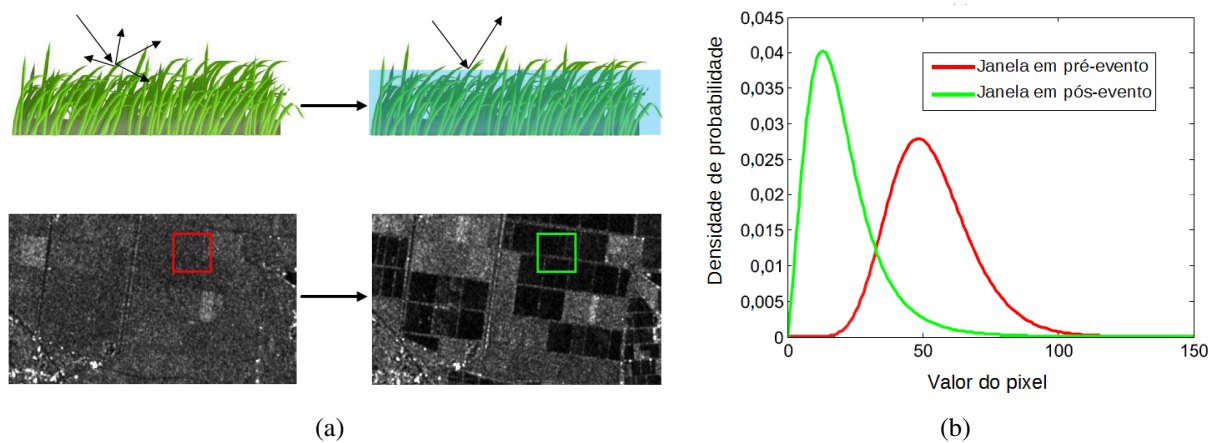 0,045
0,04
0,035
0,03
0,025
0,02
0,015
0,01
0,005
0
Densidade de probabilidade
Janela em pré-evento
Janela em pós-evento
0 50 100 150
Valor do pixel
(a) (b)